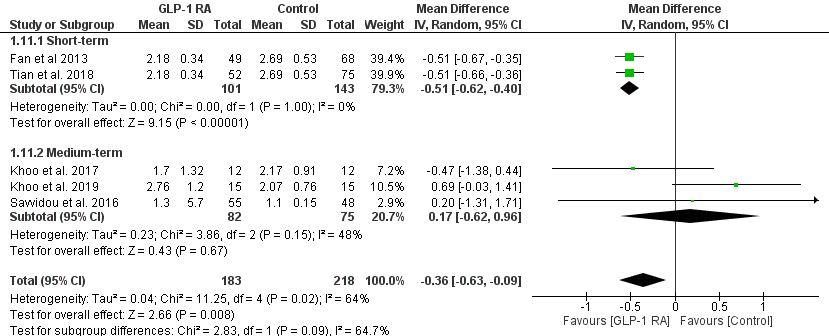 GLP-1 RA Control Mean Difference Mean Difference
Study or Subgroup Mean SD Total Mean SD Total Weight IV, Random, 95% CI IV, Random, 95% CI
1.11.1 Short-term
Fan et al 2013 2.18 0.34 49 2.69 0.53 68 39.4% -0.51 [-0.67, -0.35]
Tian et al. 2018 2.18 0.34 52 2.69 0.53 75 39.9% -0.51 [-0.66, -0.36]
Subtotal (95% CI) 101 143 79.3% -0.51 [-0.62, -0.40]
Heterogeneity: Tau² = 0.00; Chi² = 0.00, df = 1 (P = 1.00); I² = 0%
Test for overall effect: Z = 9.15 (P < 0.00001)
1.11.2 Medium-term
Khoo et al. 2017 1.7 1.32 12 2.17 0.91 12 7.2% -0.47 [-1.38, 0.44]
Khoo et al. 2019 2.76 1.2 15 2.07 0.76 15 10.5% 0.69 [-0.03, 1.41]
Savvidou et al. 2016 1.3 5.7 55 1.1 0.15 48 2.9% 0.20 [-1.31, 1.71]
Subtotal (95% CI) 82 75 20.7% 0.17 [-0.62, 0.96]
Heterogeneity: Tau² = 0.23; Chi² = 3.86, df = 2 (P = 0.15); I² = 48%
Test for overall effect: Z = 0.43 (P = 0.67)
Total (95% CI) 183 218 100.0% -0.36 [-0.63, -0.09]
Heterogeneity: Tau² = 0.04; Chi² = 11.25, df = 4 (P = 0.02); I² = 64%
Test for overall effect: Z = 2.66 (P = 0.008)
Test for subgroup differences: Chi² = 2.83, df = 1 (P = 0.09), I² = 64.7%
-1 -0.5 0 0.5 1
Favours [GLP-1 RA] Favours [Control]